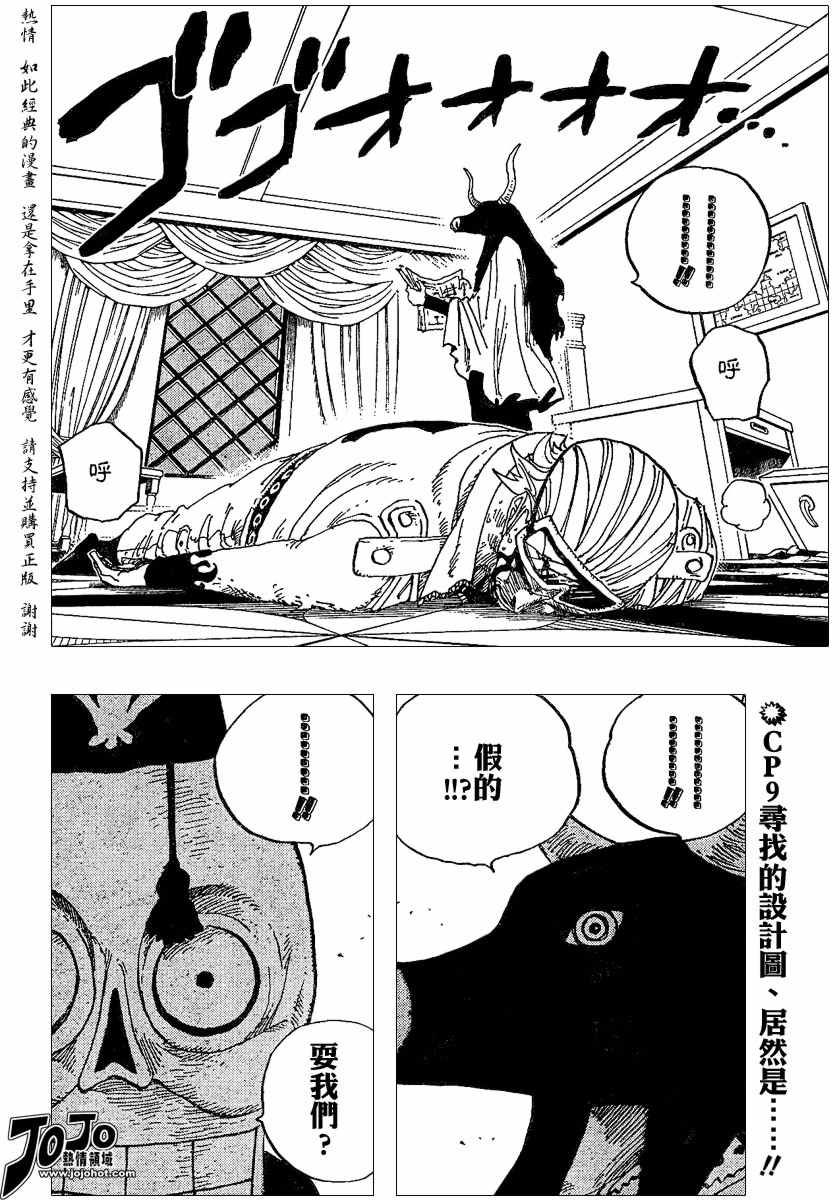 ゴゴゴオオオオ…
………!!
呼
呼
熱情 如此經典的漫畫 還是拿在手里 才更有感覺 請支持並購買正版 謝謝
CP9尋找的設計圖、居然是……!!
………
假的…!!?
………!!
耍我們?
JOJO
熱情領域
www.jojohot.com